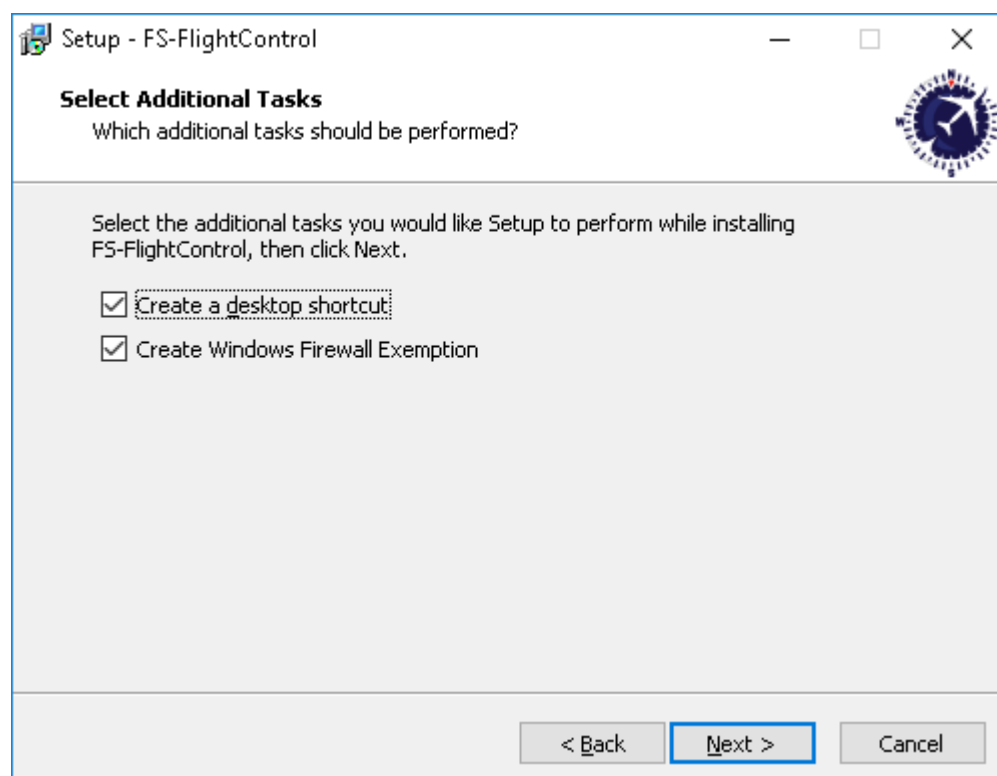 Setup - FS-FlightControl
Select Additional Tasks
Which additional tasks should be performed?
Select the additional tasks you would like Setup to perform while installing
FS-FlightControl, then click Next.
Create a desktop shortcut
Create Windows Firewall Exemption
< Back
Next >
Cancel